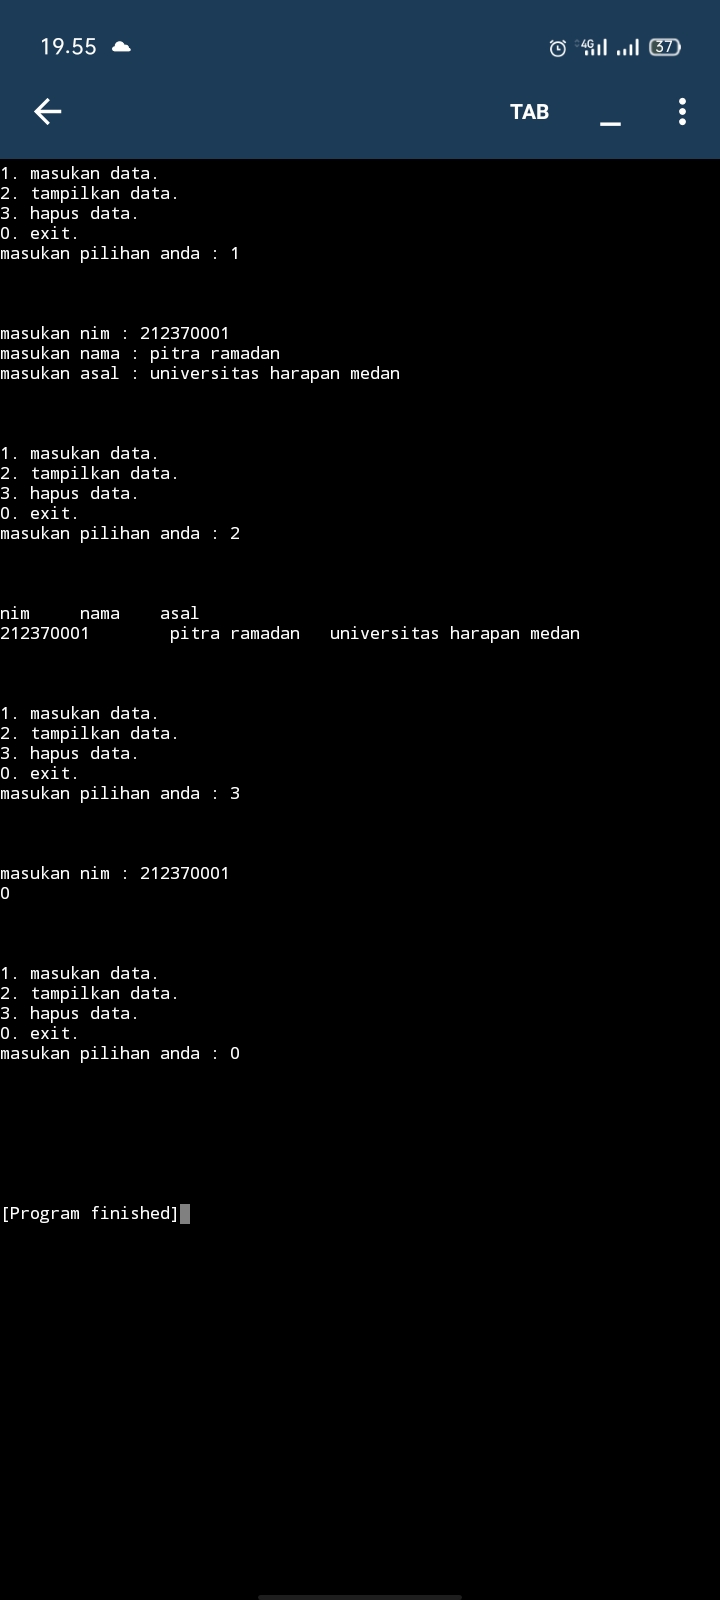 19.55
4G
37
TAB
1. masukan data.
2. tampilkan data.
3. hapus data.
0. exit.
masukan pilihan anda : 1
masukan nim : 212370001
masukan nama : pitra ramadan
masukan asal : universitas harapan medan
1. masukan data.
2. tampilkan data.
3. hapus data.
0. exit.
masukan pilihan anda : 2
nim nama asal
212370001 pitra ramadan universitas harapan medan
1. masukan data.
2. tampilkan data.
3. hapus data.
0. exit.
masukan pilihan anda : 3
masukan nim : 212370001
0
1. masukan data.
2. tampilkan data.
3. hapus data.
0. exit.
masukan pilihan anda : 0
[Program finished]